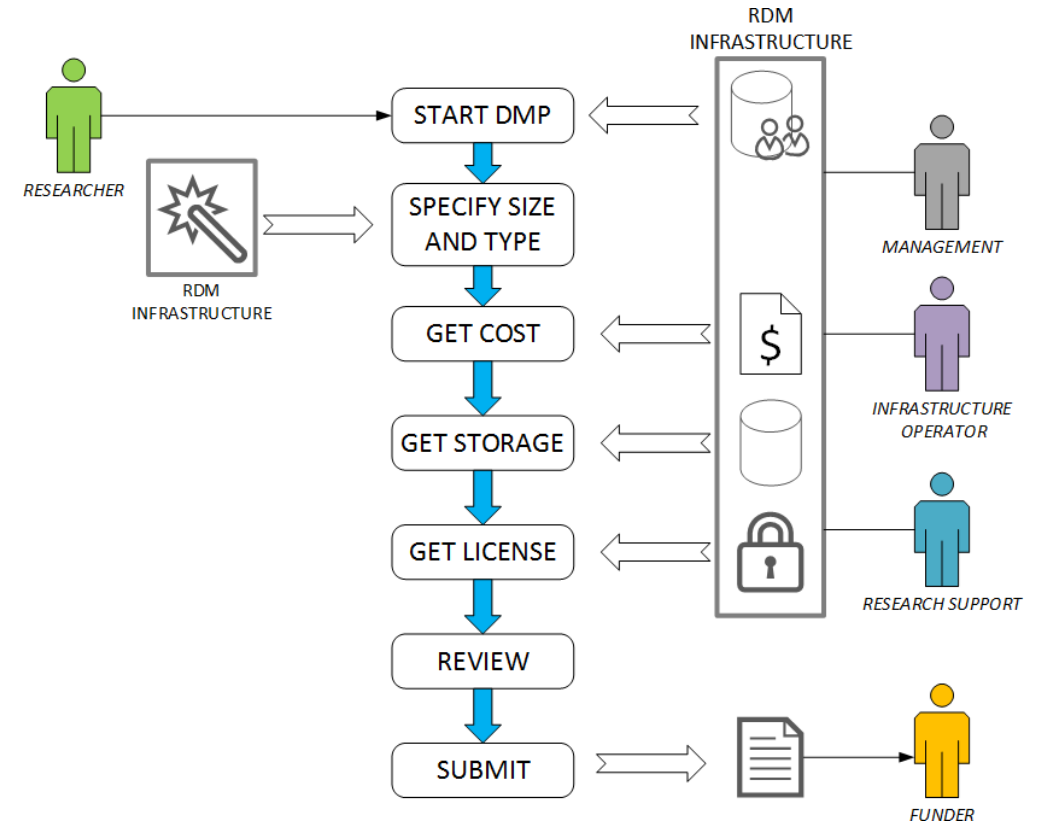 RDM
INFRASTRUCTURE
START DMP
RESEARCHER
SPECIFY SIZE
AND TYPE
MANAGEMENT
RDM
INFRASTRUCTURE
GET COST
$
INFRASTRUCTURE
OPERATOR
GET STORAGE
GET LICENSE
RESEARCH SUPPORT
REVIEW
SUBMIT
FUNDER